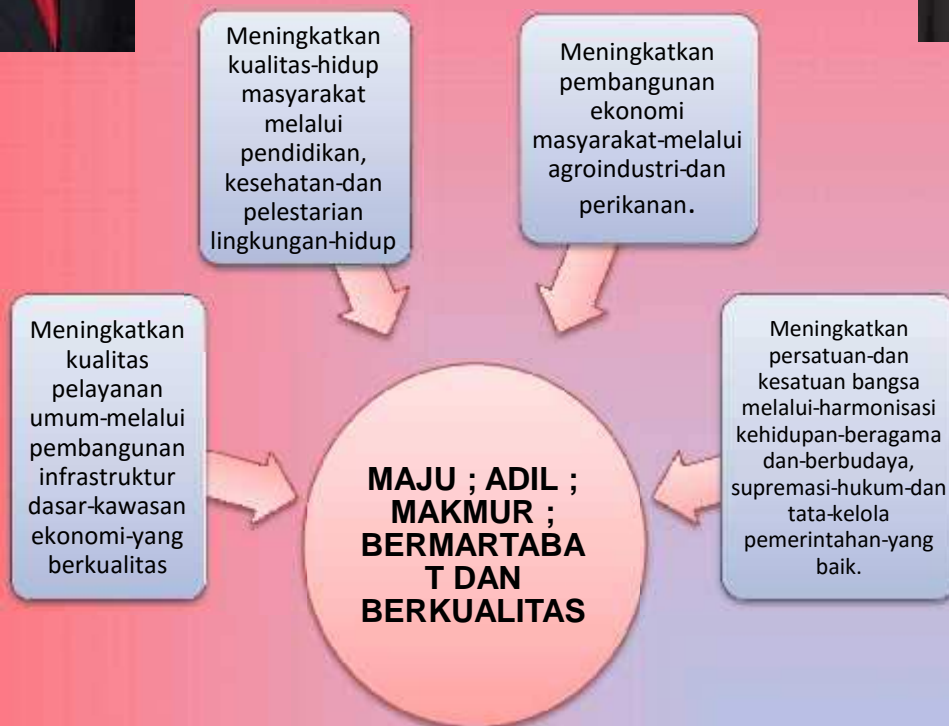 Meningkatkan
kualitas-hidup
masyarakat
melalui
pendidikan,
kesehatan-dan
pelestarian
lingkungan-hidup
Meningkatkan
pembangunan
ekonomi
masyarakat-melalui
agroindustri-dan
perikanan.
Meningkatkan
kualitas
pelayanan
umum-melalui
pembangunan
infrastruktur
dasar-kawasan
ekonomi-yang
berkualitas
Meningkatkan
persatuan-dan
kesatuan bangsa
melalui-harmonisasi
kehidupan-beragama
dan-berbudaya,
supremasi-hukum-dan
tata-kelola
pemerintahan-yang
baik.
MAJU ; ADIL ;
MAKMUR ;
BERMARTABA
T DAN
BERKUALITAS